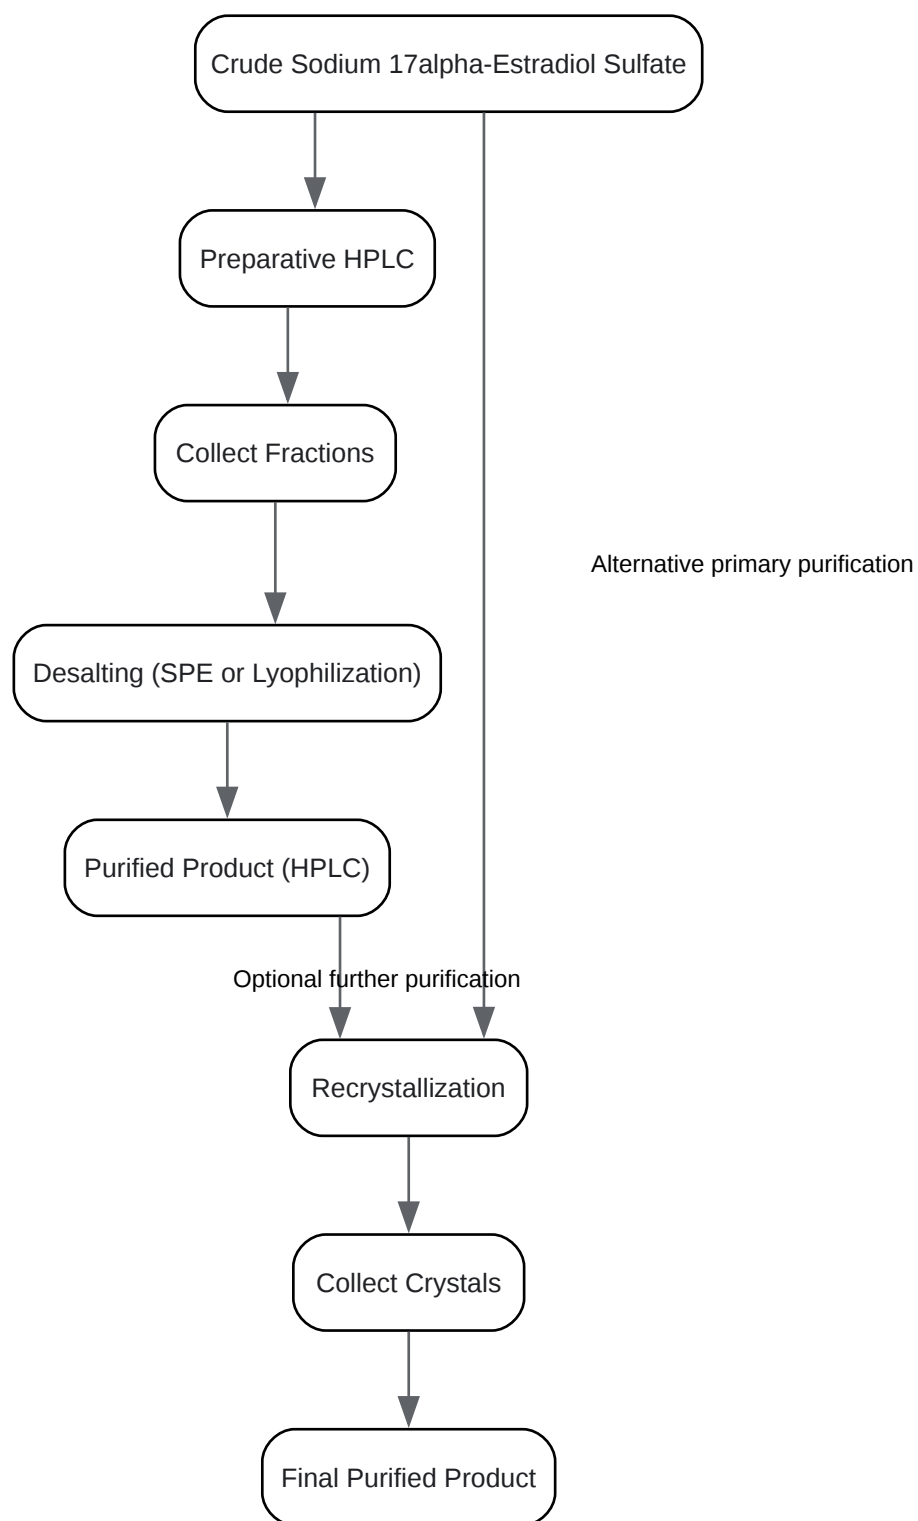 Crude Sodium 17alpha-Estradiol Sulfate
Preparative HPLC
Collect Fractions
Alternative primary purification
Desalting (SPE or Lyophilization)
Purified Product (HPLC)
Optional further purification
Recrystallization
Collect Crystals
Final Purified Product